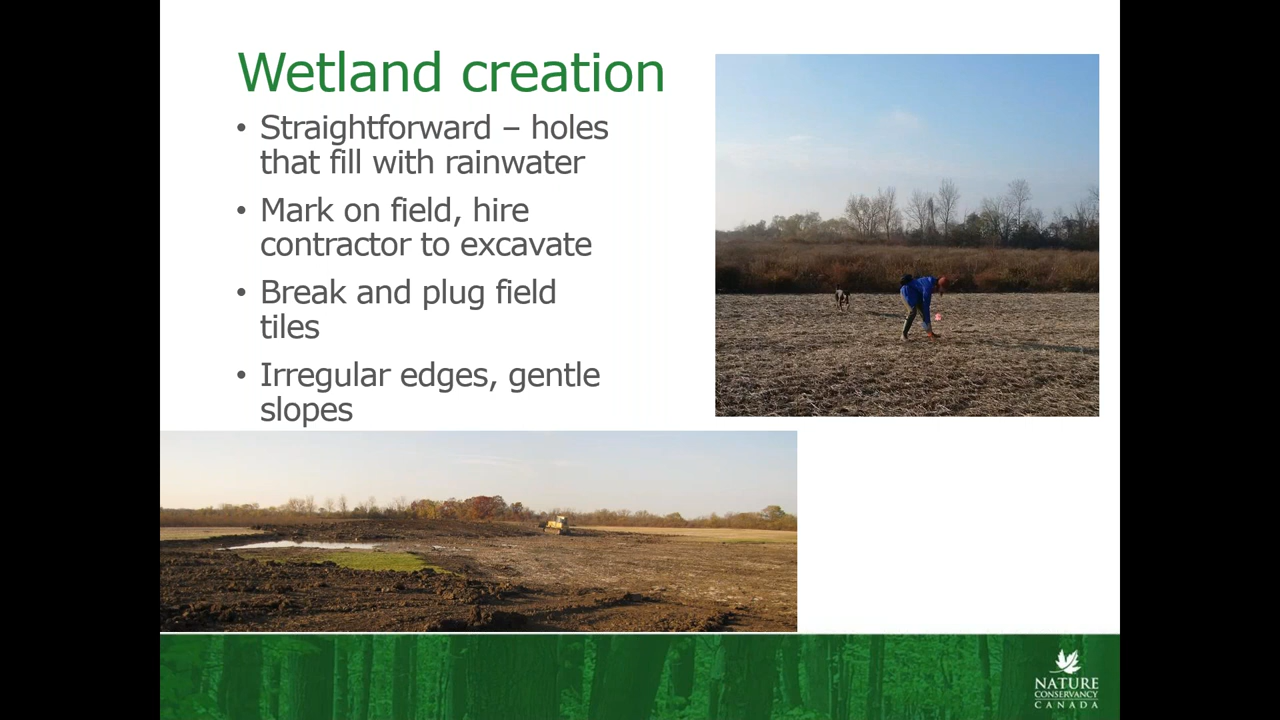 Wetland creation
• Straightforward – holes
that fill with rainwater
• Mark on field, hire
contractor to excavate
• Break and plug field
tiles
• Irregular edges, gentle
slopes
NATURE
CONSERVANCY
CANADA